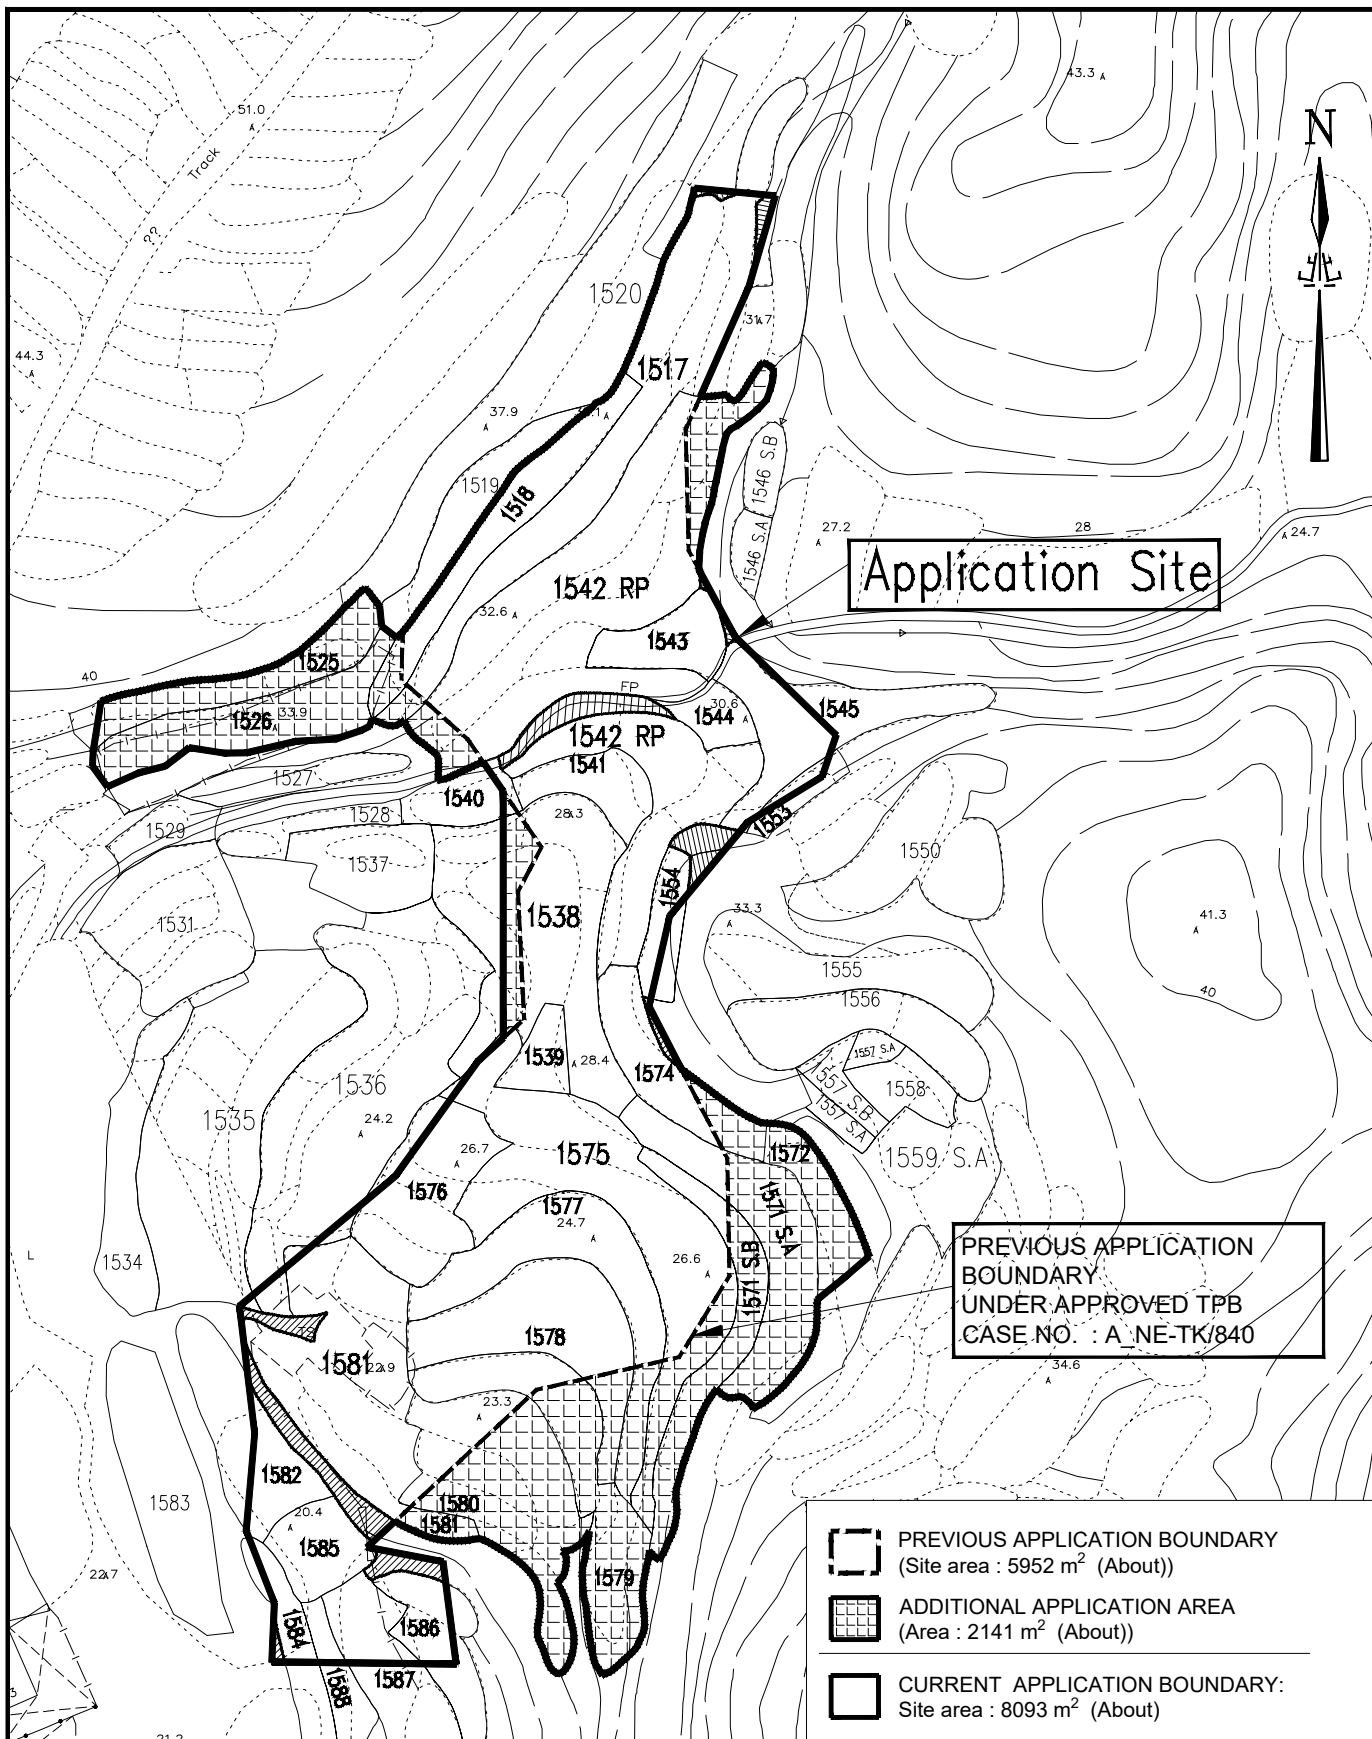 43.3
51.0
N
Track
??
1520
31.7
44.3
1517
37.9
1546 S.B
1519
1518
27.2
28
24.7
1546 S.A
Application Site
1542 RP
32.6
1543
1525
40
FP
30.6
1526
33.9
1544
1545
1542 RP
1541
1527
1540
1528
28.3
1553
1529
1537
1550
1554
1538
33.3
41.3
1531
1555
1556
40
1557 S.A
1539
28.4
1574
1557 S.B
1558
1536
1535
24.2
1557 S.A
1572
1575
1559 S.A
26.7
1576
1577
1571 S.A
24.7
PREVIOUS APPLICATION
BOUNDARY
UNDER APPROVED TPB
CASE NO. : A_NE-TK/840
L
1534
26.6
1571 S.B
1578
1581
22.9
34.6
23.3
1582
1583
1580
20.4
1581
1585
22.7
1579
1584
1586
1587
1588
3
21.2
PREVIOUS APPLICATION BOUNDARY
(Site area : 5952 m² (About))
ADDITIONAL APPLICATION AREA
(Area : 2141 m² (About))
CURRENT APPLICATION BOUNDARY:
Site area : 8093 m² (About)